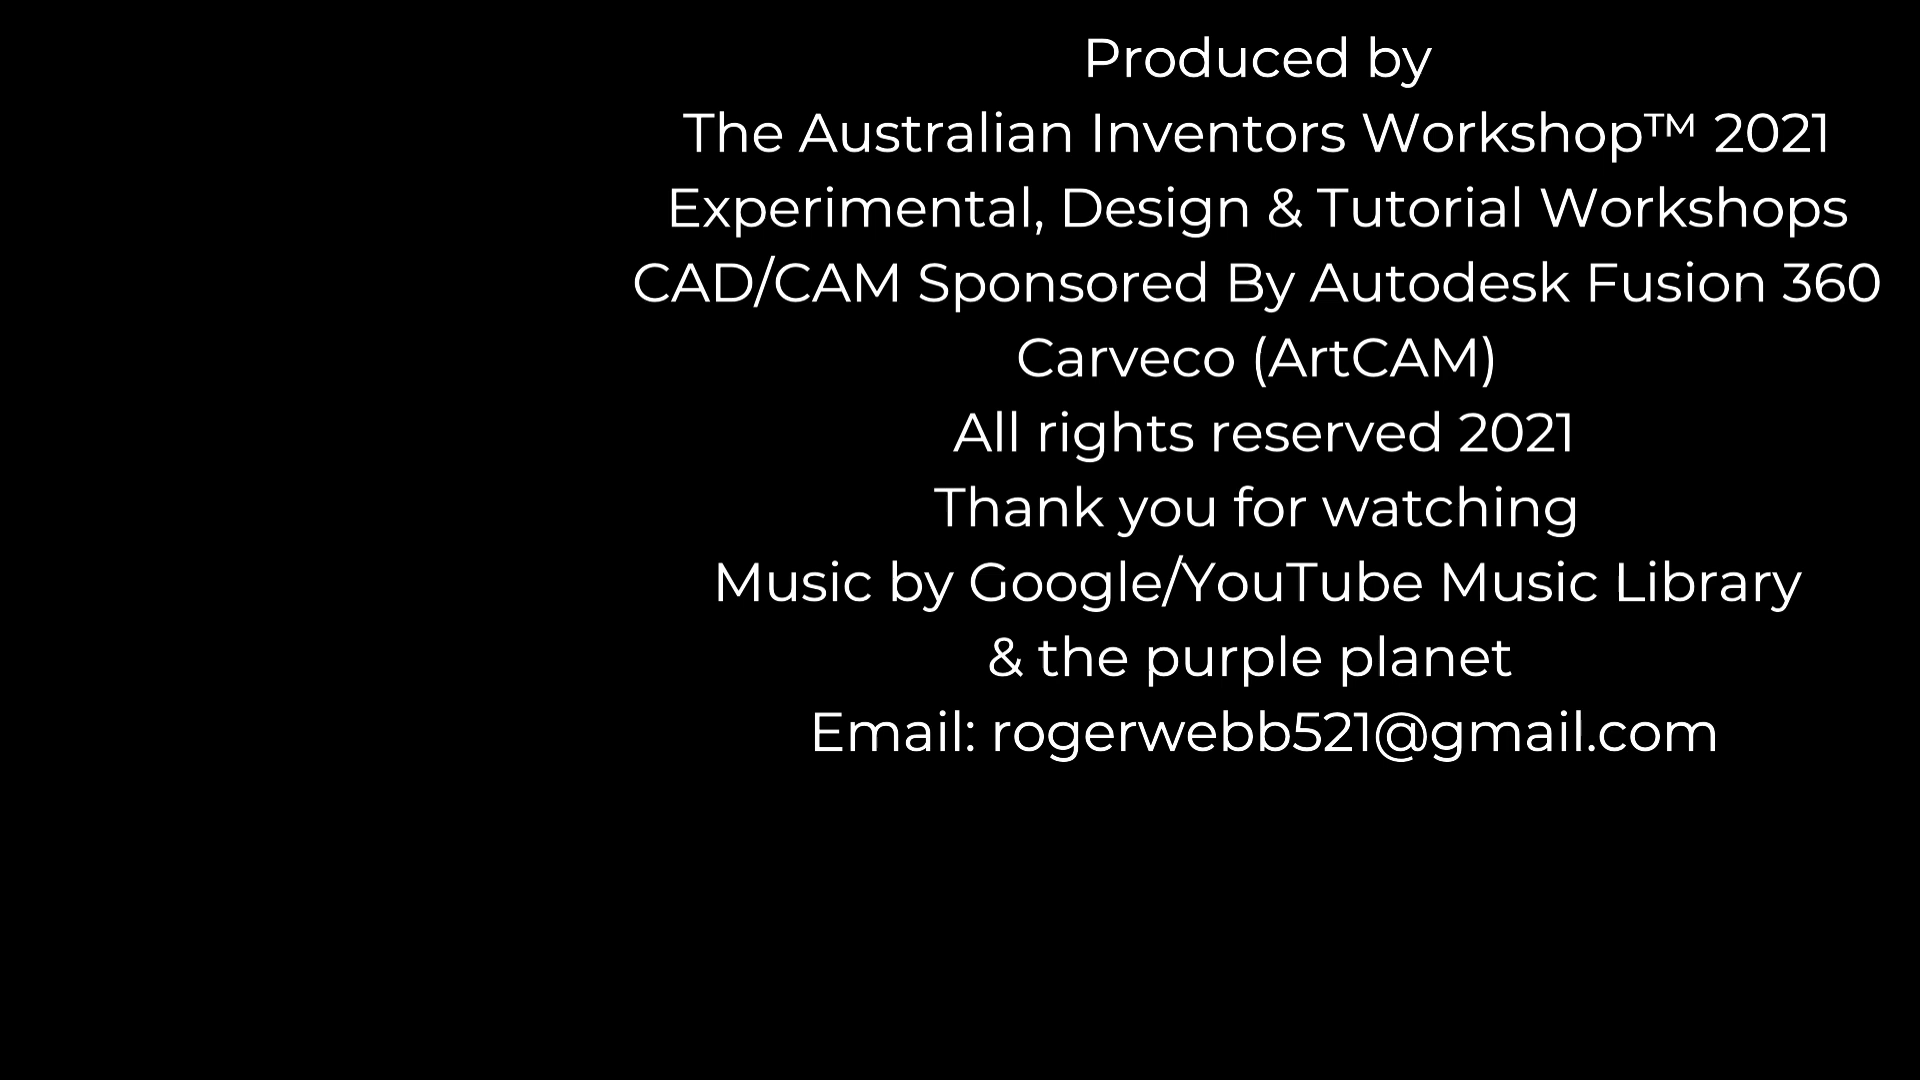 Produced by
The Australian Inventors Workshop™ 2021
Experimental, Design & Tutorial Workshops
CAD/CAM Sponsored By Autodesk Fusion 360
Carveco (ArtCAM)
All rights reserved 2021
Thank you for watching
Music by Google/YouTube Music Library
& the purple planet
Email: rogerwebb521@gmail.com